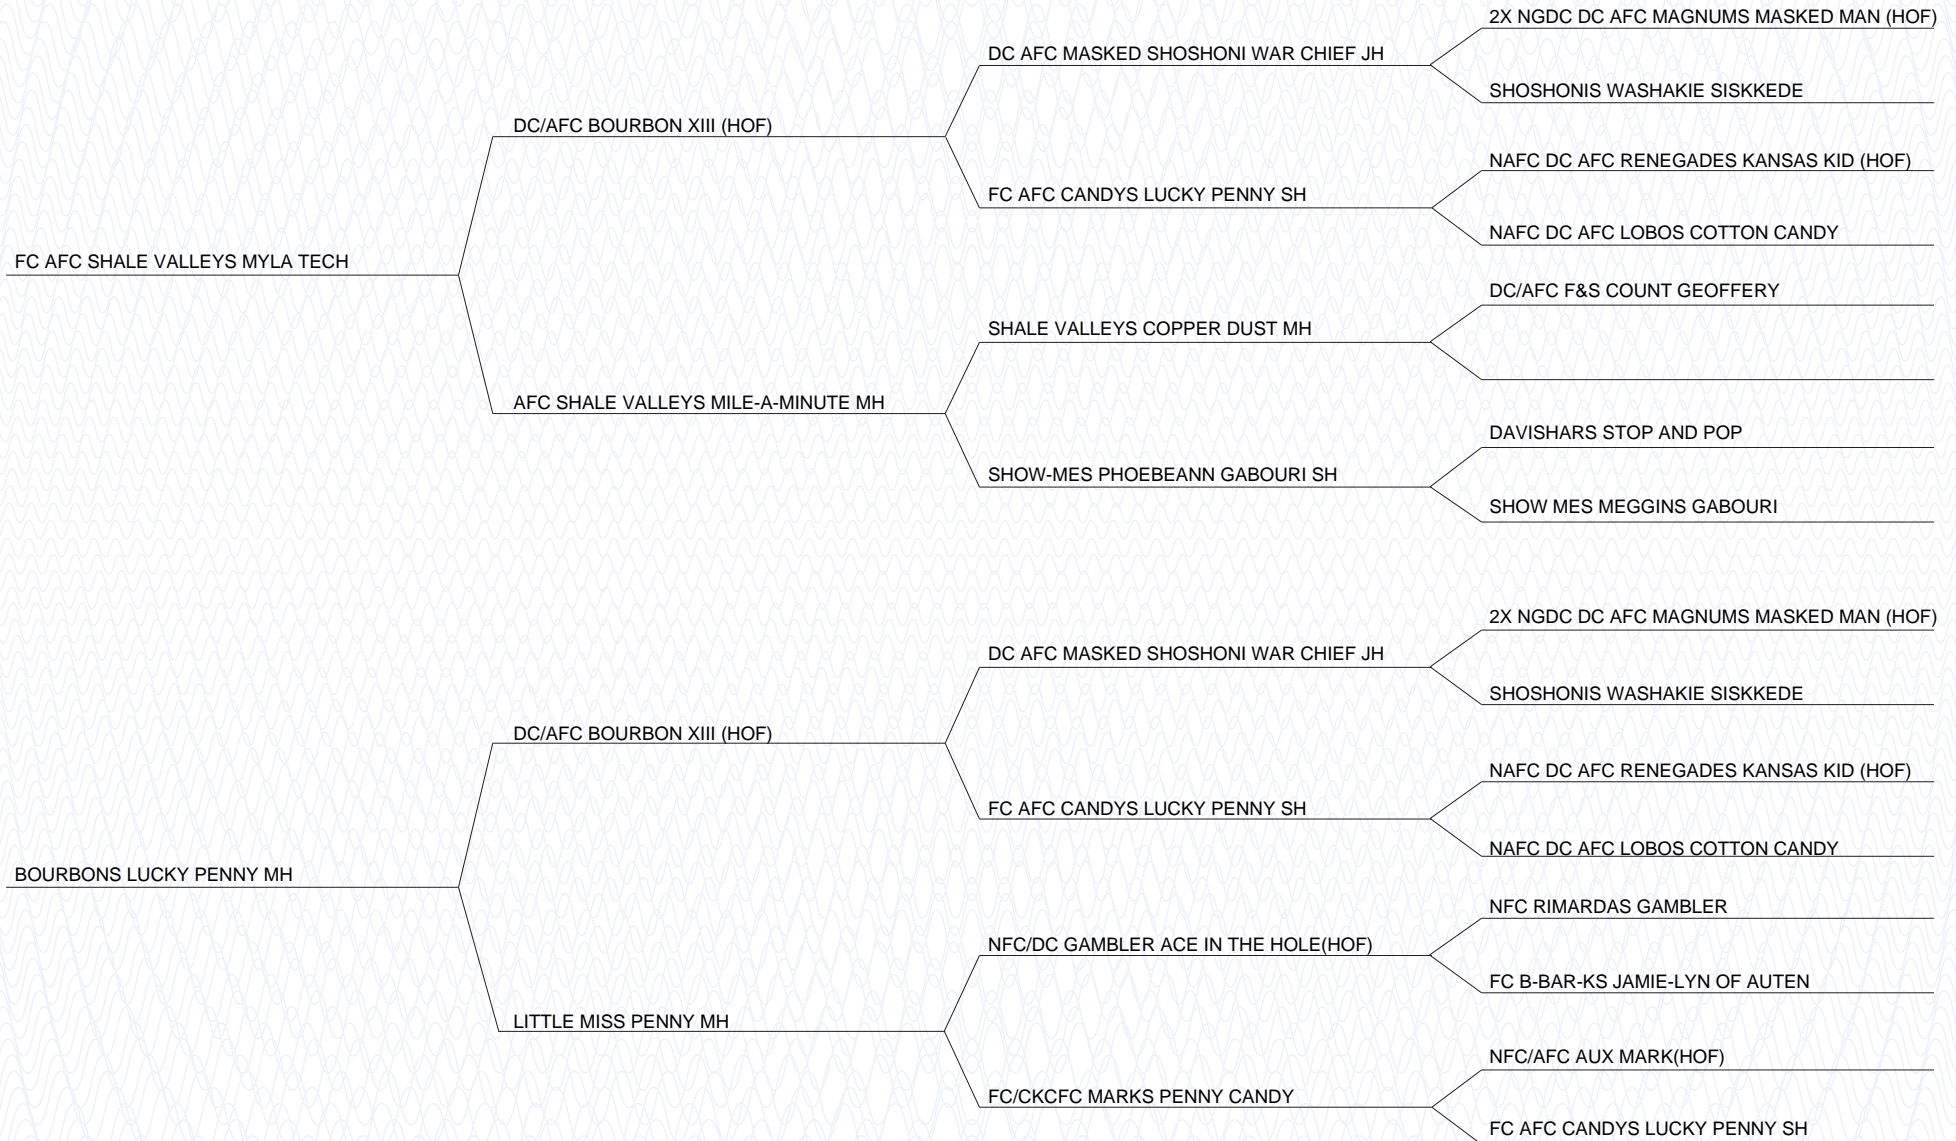 2X NGDC DC AFC MAGNUMS MASKED MAN (HOF)
DC AFC MASKED SHOSHONI WAR CHIEF JH
SHOSHONIS WASHAKIE SISKKEDE
DC/AFC BOURBON XIII (HOF)
NAFC DC AFC RENEGADES KANSAS KID (HOF)
FC AFC CANDYS LUCKY PENNY SH
NAFC DC AFC LOBOS COTTON CANDY
FC AFC SHALE VALLEYS MYLA TECH
DC/AFC F&S COUNT GEOFFERY
SHALE VALLEYS COPPER DUST MH
AFC SHALE VALLEYS MILE-A-MINUTE MH
DAVISHARS STOP AND POP
SHOW-MES PHOEBEANN GABOURI SH
SHOW MES MEGGINS GABOURI
2X NGDC DC AFC MAGNUMS MASKED MAN (HOF)
DC AFC MASKED SHOSHONI WAR CHIEF JH
SHOSHONIS WASHAKIE SISKKEDE
DC/AFC BOURBON XIII (HOF)
NAFC DC AFC RENEGADES KANSAS KID (HOF)
FC AFC CANDYS LUCKY PENNY SH
NAFC DC AFC LOBOS COTTON CANDY
BOURBONS LUCKY PENNY MH
NFC RIMARDAS GAMBLER
NFC/DC GAMBLER ACE IN THE HOLE(HOF)
FC B-BAR-KS JAMIE-LYN OF AUTEN
LITTLE MISS PENNY MH
NFC/AFC AUX MARK(HOF)
FC/CKCFC MARKS PENNY CANDY
FC AFC CANDYS LUCKY PENNY SH